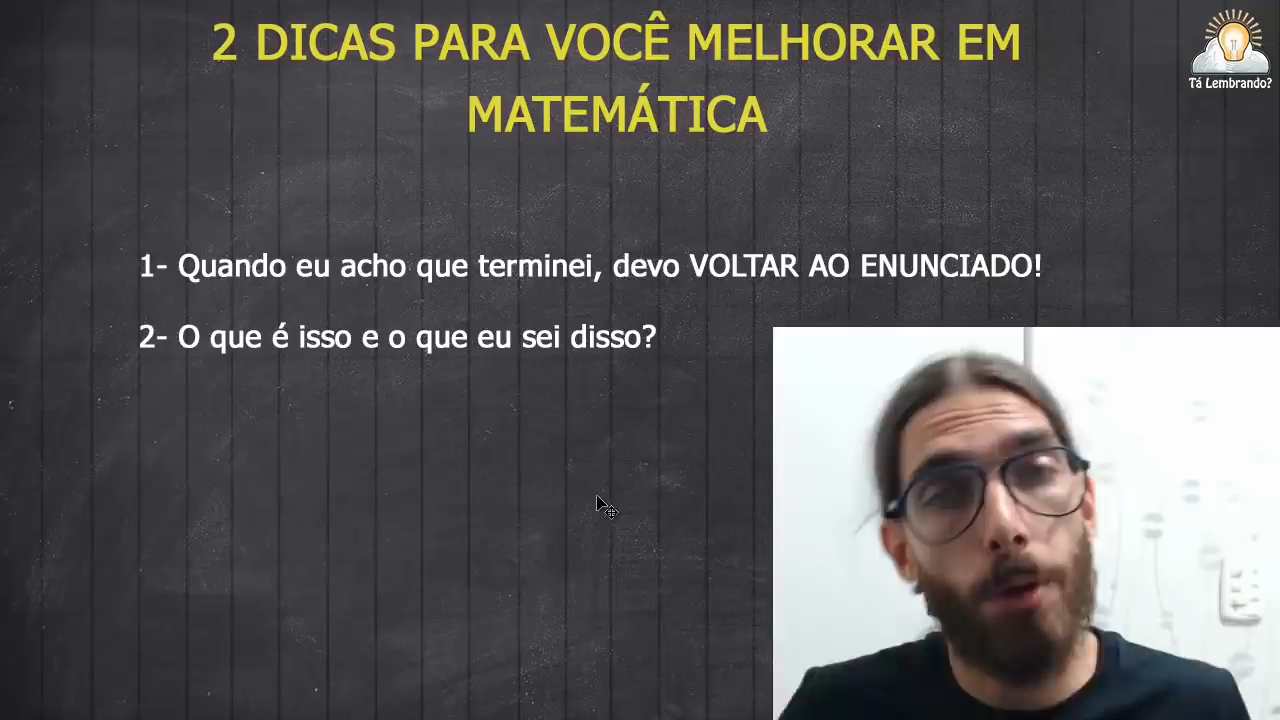 2 DICAS PARA VOCÊ MELHORAR EM
MATEMÁTICA
Tá Lembrando?
1- Quando eu acho que terminei, devo VOLTAR AO ENUNCIADO!
2- O que é isso e o que eu sei disso?